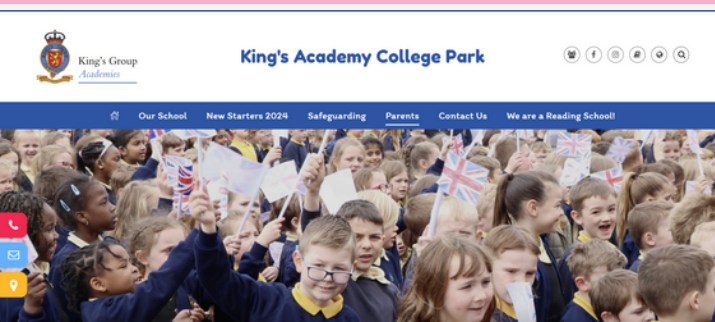 King's Group
Academies
King's Academy College Park
Our School New Starters 2024 Safeguarding Parents Contact Us We are a Reading School!